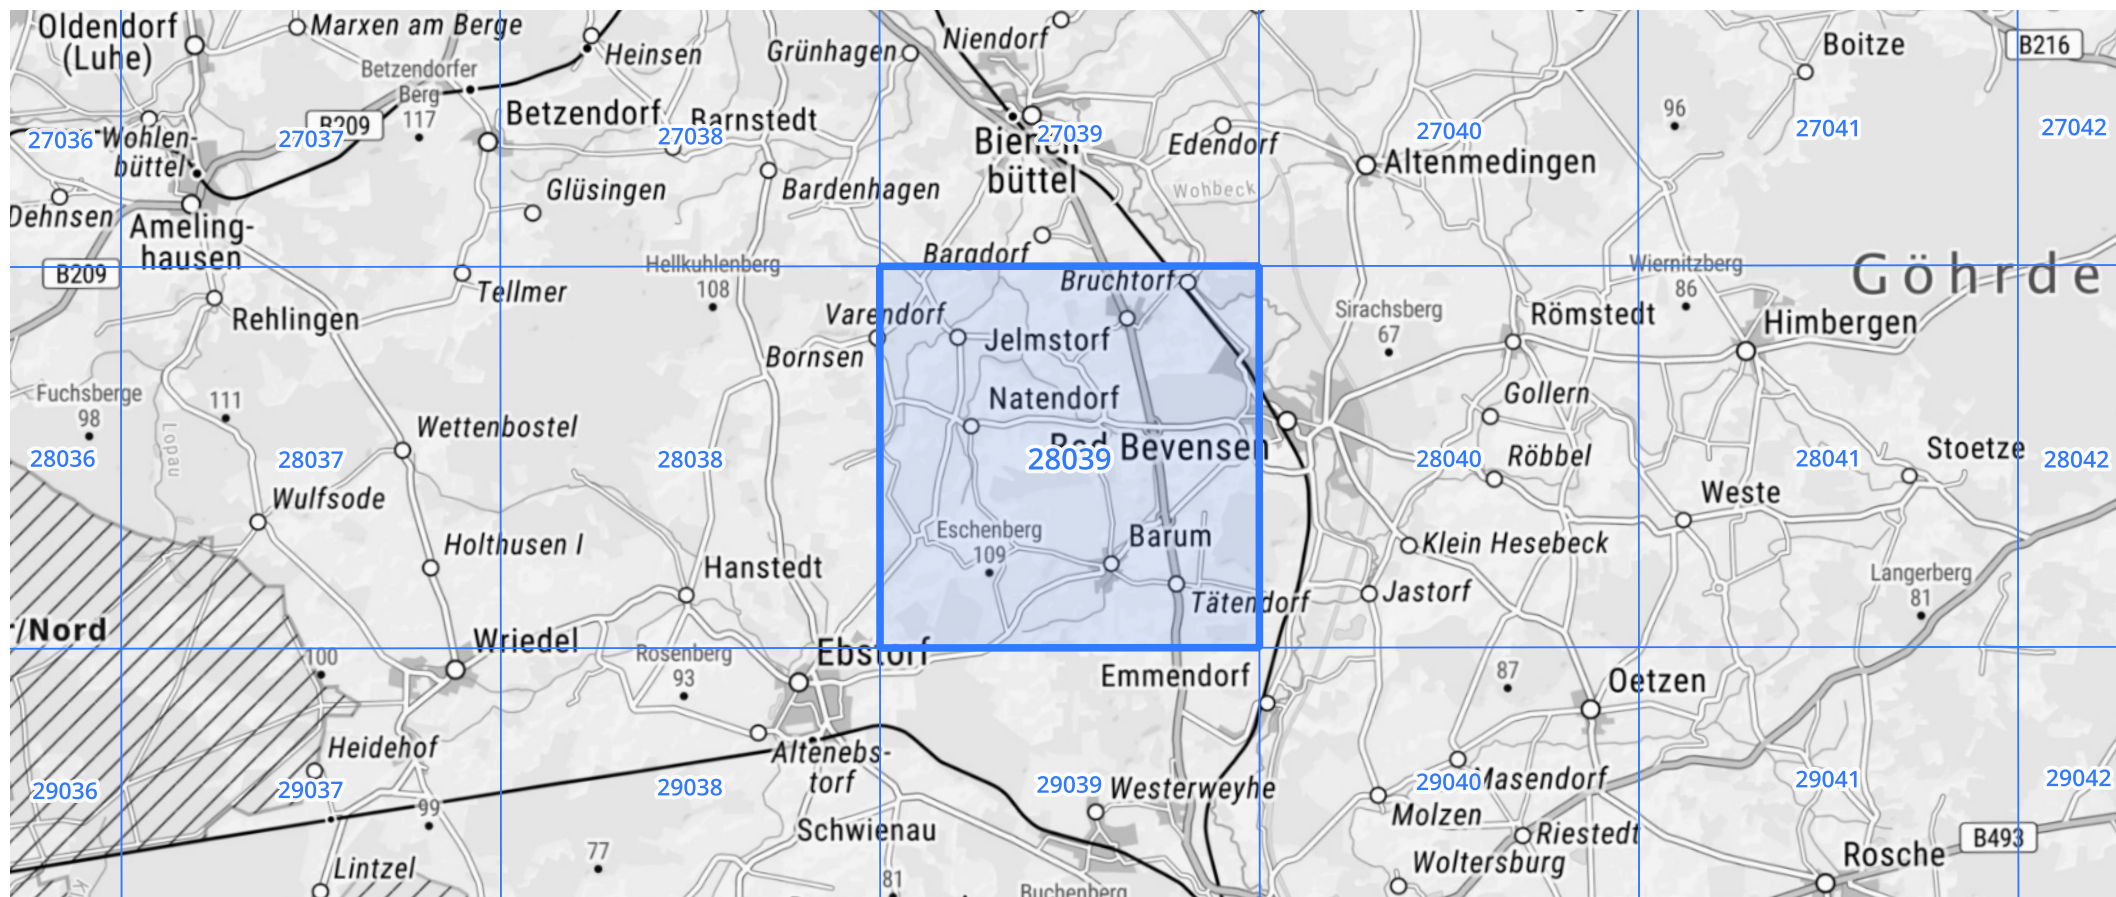 Oldendorf
(Luhe)
Marxen am Berge
Heinsen
Grünhagen
Niendorf
Boitze
B216
Betzendorfer
Berg
117
B209
Betzendorf
Barnstedt
96
27036
Wohlen-
büttel
27037
27038
Bienen-
büttel
27039
Edendorf
27040
27041
27042
Altenmedingen
Dehnsen
Ameling-
hausen
Glüsingen
Bardenhagen
Wohbeck
Bargdorf
B209
Tellmer
Hellkuhlenberg
108
Bruchtorf
Wiernitzberg
86
Göhrde
Rehlingen
Varendorf
Jelmstorf
Sirachsberg
67
Römstedt
Himbergen
Bornsen
Fuchsberge
98
111
Natendorf
Gollern
Lopau
Wettenbostel
Bad Bevensen
Röbbel
Stoetze
28036
28037
28038
28039
28040
28041
28042
Wulfsode
Weste
Holthusen I
Hanstedt
Eschenberg
109
Barum
Klein Hesebeck
Langerberg
81
Jastorf
Tätendorf
r/Nord
Wriedel
Ebstorf
100
Rosenberg
93
Emmendorf
87
Oetzen
Heidehof
Altenebs-
torf
29036
29037
29038
29039
Westerweyhe
29040
Masendorf
29041
29042
99
Molzen
Schwienau
Riestedt
B493
77
Lintzel
Woltersburg
Rosche
81
Buchenberg